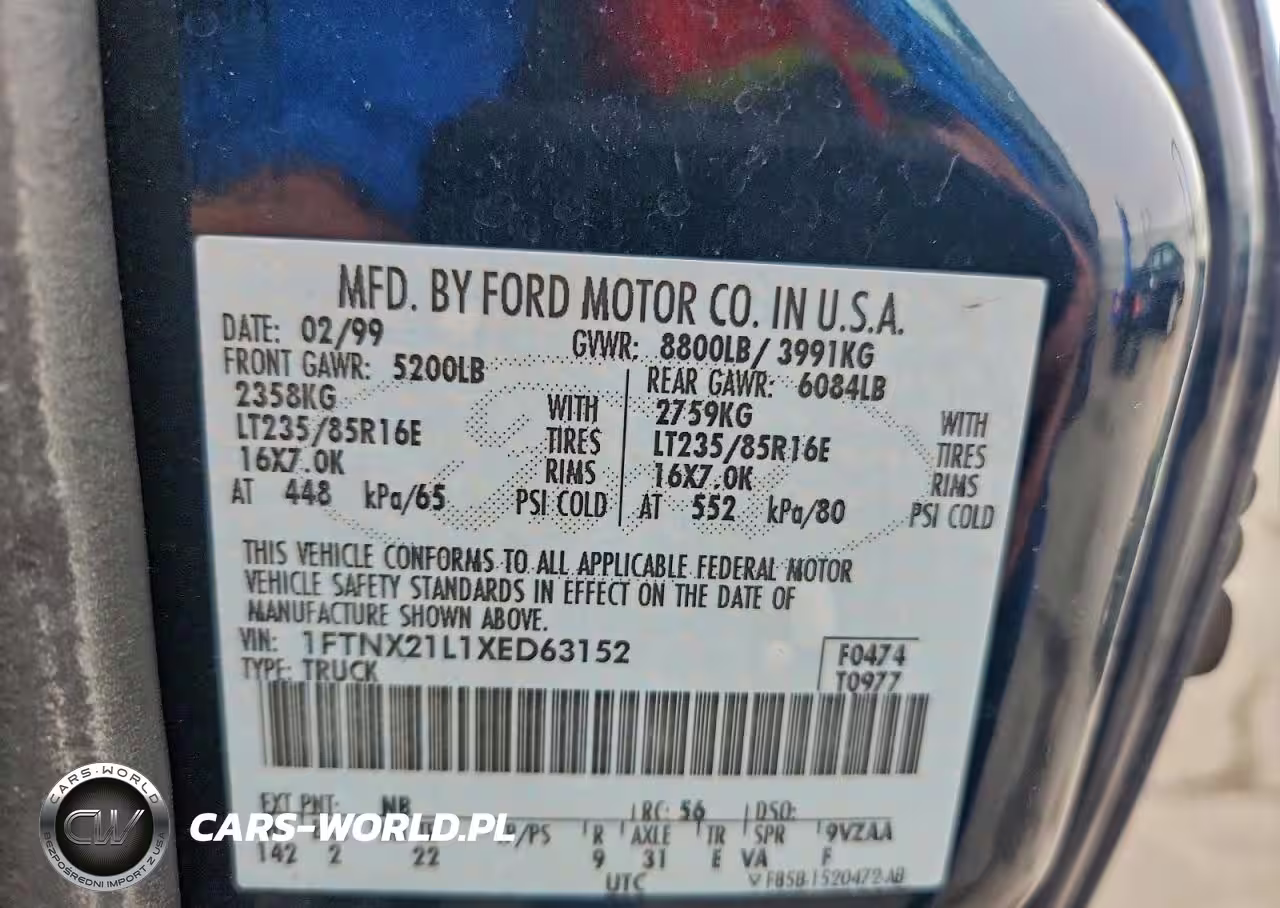 MFD. BY FORD MOTOR CO. IN U.S.A.
DATE: 02/99 GVWR: 8800LB/ 3991KG
FRONT GAWR: 5200LB REAR GAWR: 6084LB
2358KG WITH 2759KG WITH
LT235/85R16E TIRES LT235/85R16E TIRES
16X7.0K RIMS 16X7.0K RIMS
AT 448 kPa/65 PSI COLD AT 552 kPa/80 PSI COLD
THIS VEHICLE CONFORMS TO ALL APPLICABLE FEDERAL MOTOR
VEHICLE SAFETY STANDARDS IN EFFECT ON THE DATE OF
MANUFACTURE SHOWN ABOVE.
VIN: 1FTNX21L1XED63152 F0474
TYPE: TRUCK T0977
EXT PNT: NB RC: 56 DSO:
/PS R AXLE TR SPR 9VZAA
142 2 22 9 31 E VA F
UTC F85B-1520472-AB
CARS-WORLD
CW
BEZPOŚREDNI IMPORT Z USA
CARS-WORLD.PL